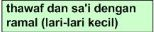 thawaf dan sa'i dengan
ramal (lari-lari kecil)